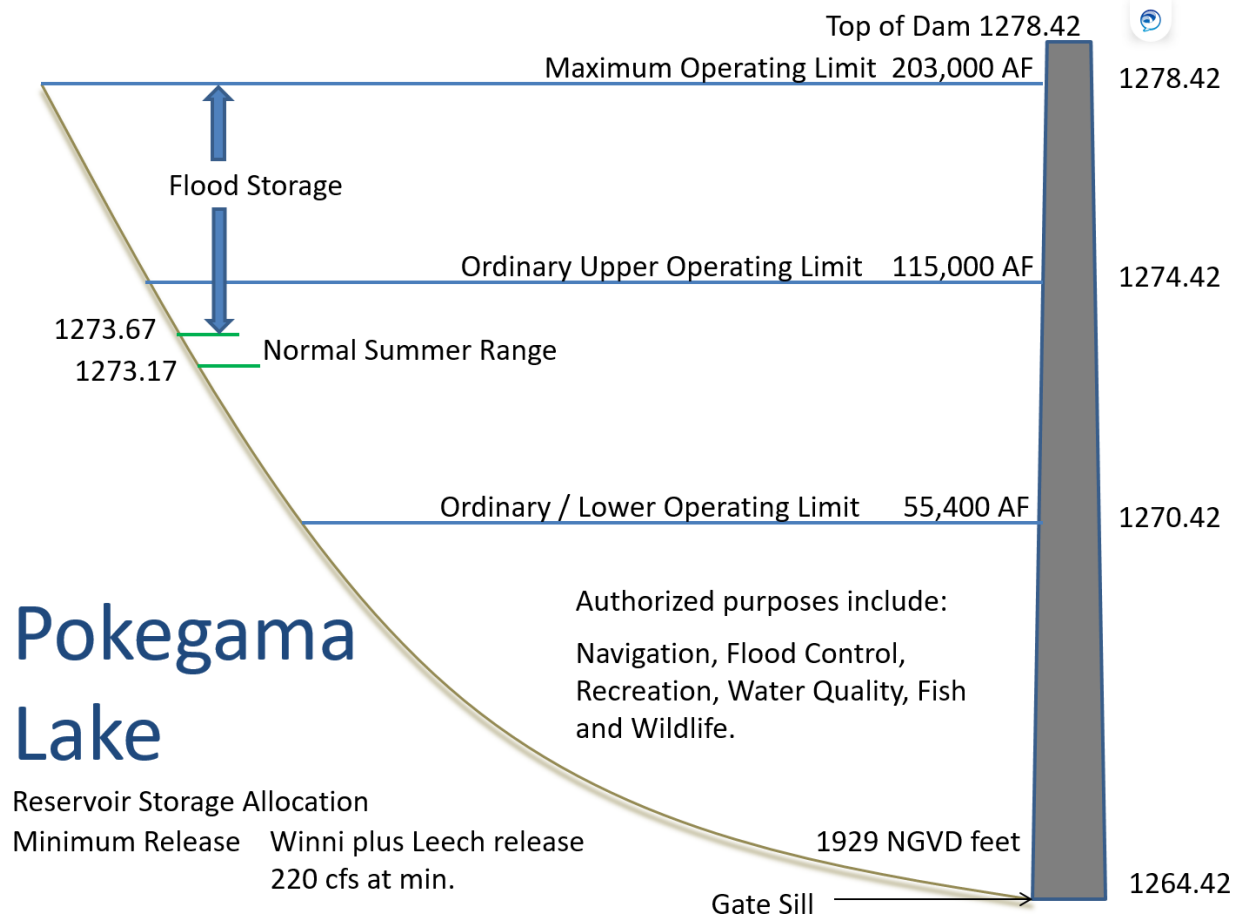 Top of Dam 1278.42
Maximum Operating Limit 203,000 AF
1278.42
Flood Storage
Ordinary Upper Operating Limit 115,000 AF
1274.42
1273.67
Normal Summer Range
1273.17
Ordinary / Lower Operating Limit 55,400 AF
1270.42
Authorized purposes include:
Navigation, Flood Control,
Recreation, Water Quality, Fish
and Wildlife.
Pokegama
Lake
Reservoir Storage Allocation
Minimum Release Winni plus Leech release
220 cfs at min.
1929 NGVD feet
1264.42
Gate Sill